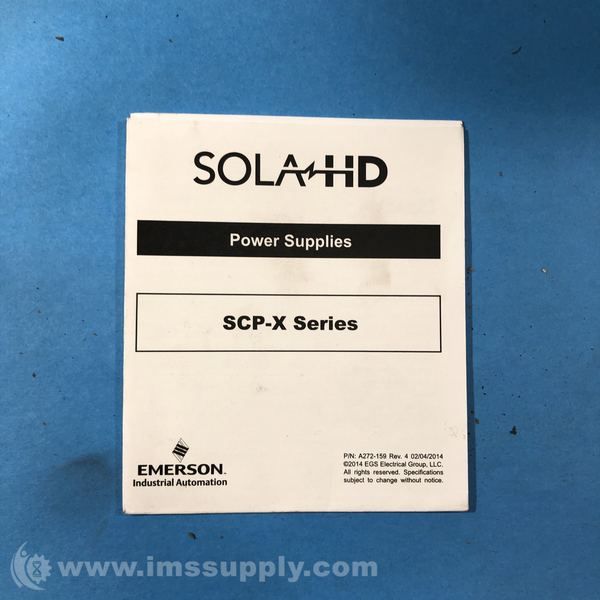 SOLA HD
Power Supplies
SCP-X Series
EMERSON™
Industrial Automation
P/N: A272-159 Rev. 4 02/04/2014
©2014 EGS Electrical Group, LLC.
All rights reserved. Specifications
subject to change without notice.
www.imssupply.com